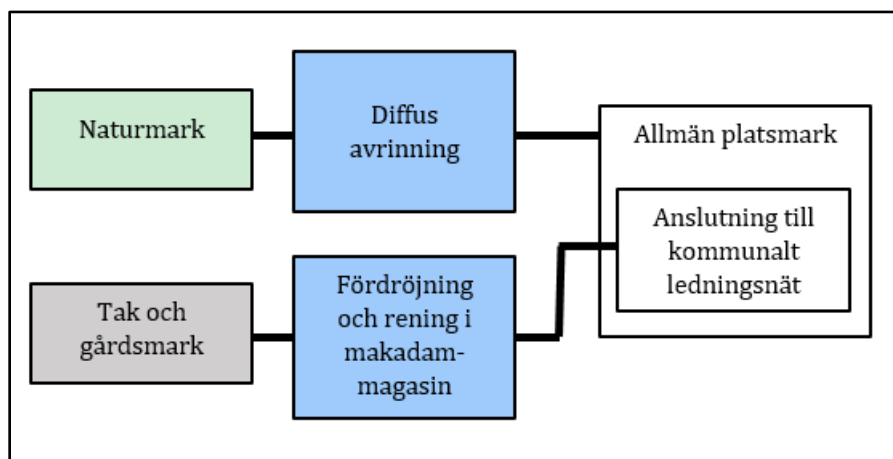 Naturmark
Diffus
avrinning
Allmän platsmark
Anslutning till
kommunalt
ledningsnät
Tak och
gårdsmark
Fördröjning
och rening i
makadam-
magasin